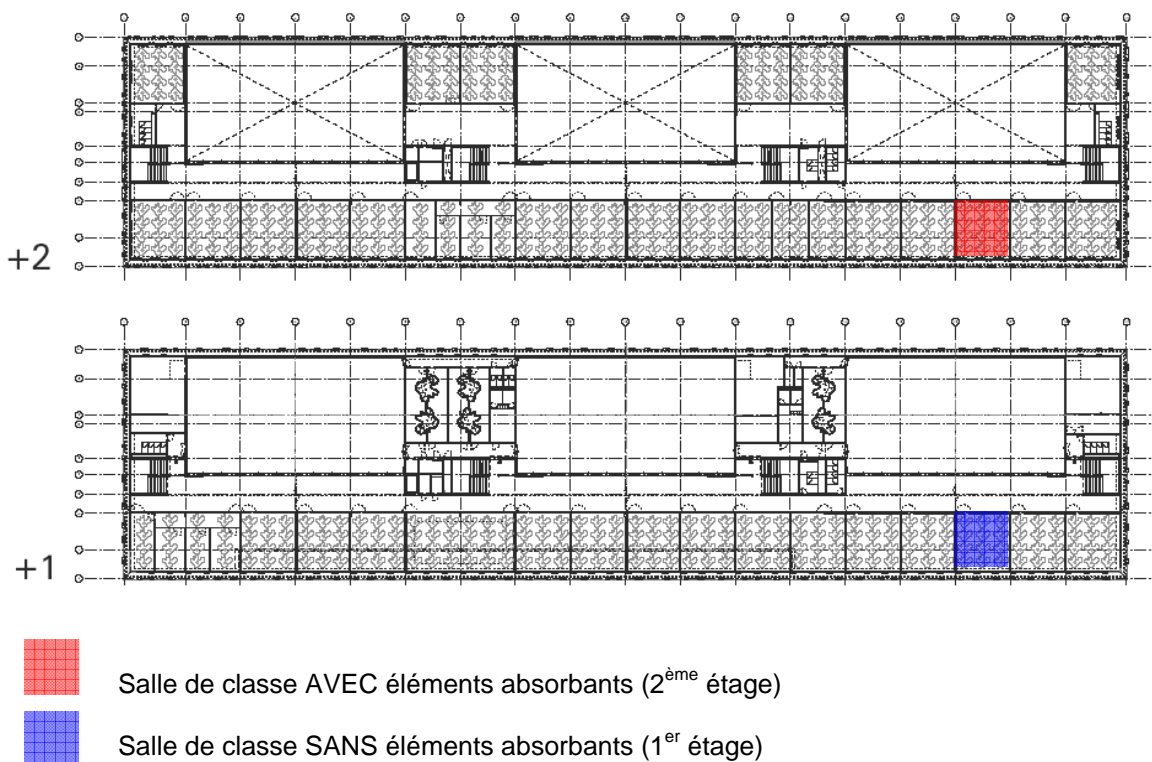 +2
+1
Salle de classe AVEC éléments absorbants (2ème étage)
Salle de classe SANS éléments absorbants (1er étage)